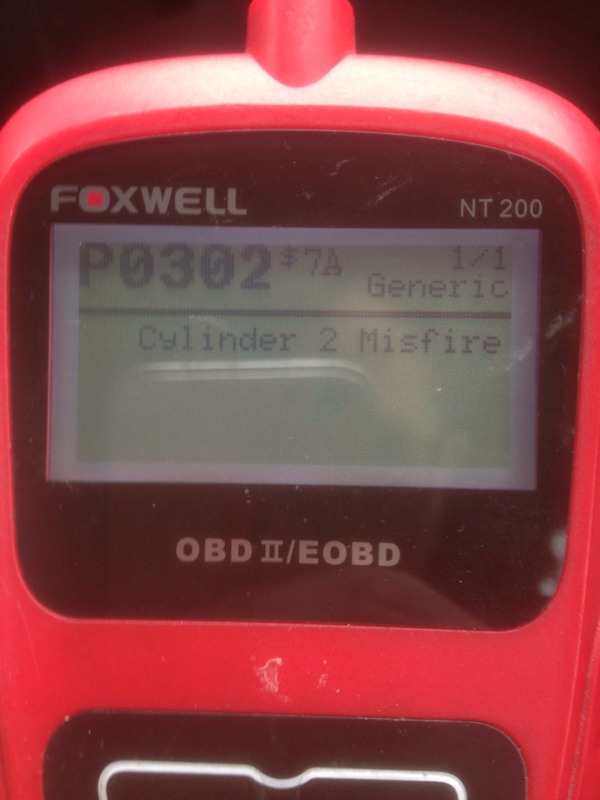 FOXWELL NT 200
P0302 $7A 1/1
Generic
Cylinder 2 Misfire
OBD II/EOBD